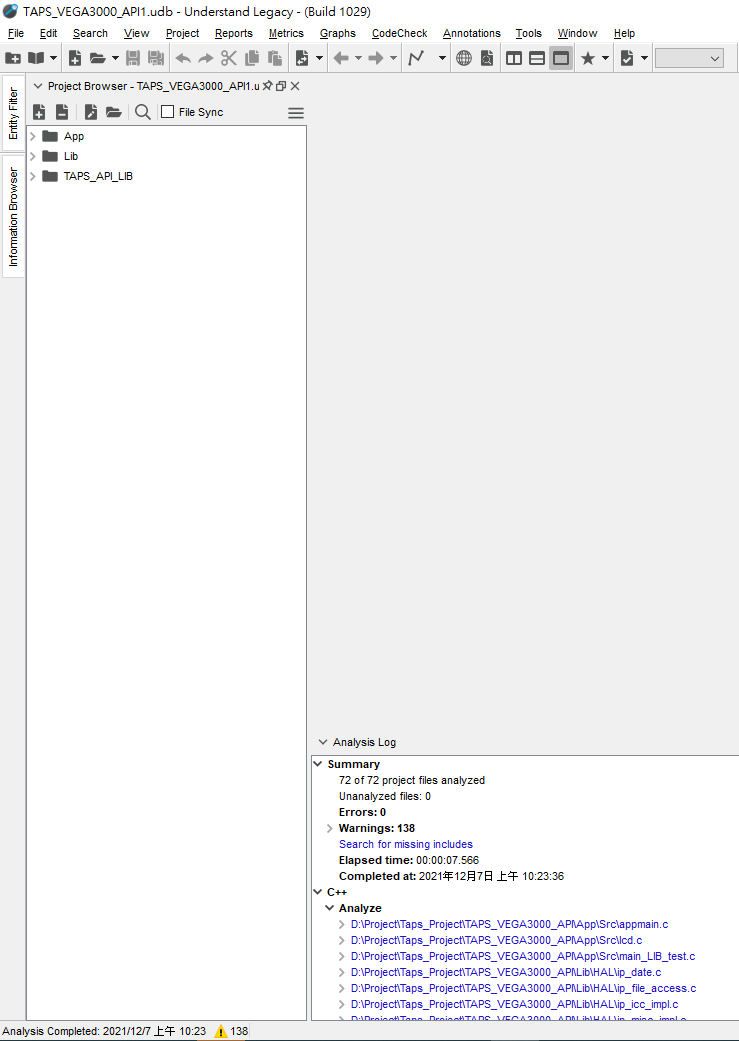 TAPS_VEGA3000_API1.udb - Understand Legacy - (Build 1029)
File Edit Search View Project Reports Metrics Graphs CodeCheck Annotations Tools Window Help
Entity Filter
Information Browser
Project Browser - TAPS_VEGA3000_API1.u
File Sync
App
Lib
TAPS_API_LIB
Analysis Log
Summary
72 of 72 project files analyzed
Unanalyzed files: 0
Errors: 0
Warnings: 138
Search for missing includes
Elapsed time: 00:00:07.566
Completed at: 2021年12月7日 上午 10:23:36
C++
Analyze
D:\Project\Taps_Project\TAPS_VEGA3000_API\App\Src\appmain.c
D:\Project\Taps_Project\TAPS_VEGA3000_API\App\Src\lcd.c
D:\Project\Taps_Project\TAPS_VEGA3000_API\App\Src\main_LIB_test.c
D:\Project\Taps_Project\TAPS_VEGA3000_API\Lib\HAL\ip_date.c
D:\Project\Taps_Project\TAPS_VEGA3000_API\Lib\HAL\ip_file_access.c
D:\Project\Taps_Project\TAPS_VEGA3000_API\Lib\HAL\ip_icc_impl.c
D:\Project\Taps_Project\TAPS_VEGA3000_API\Lib\HAL\ip_misc_impl.c
Analysis Completed: 2021/12/7 上午 10:23 138